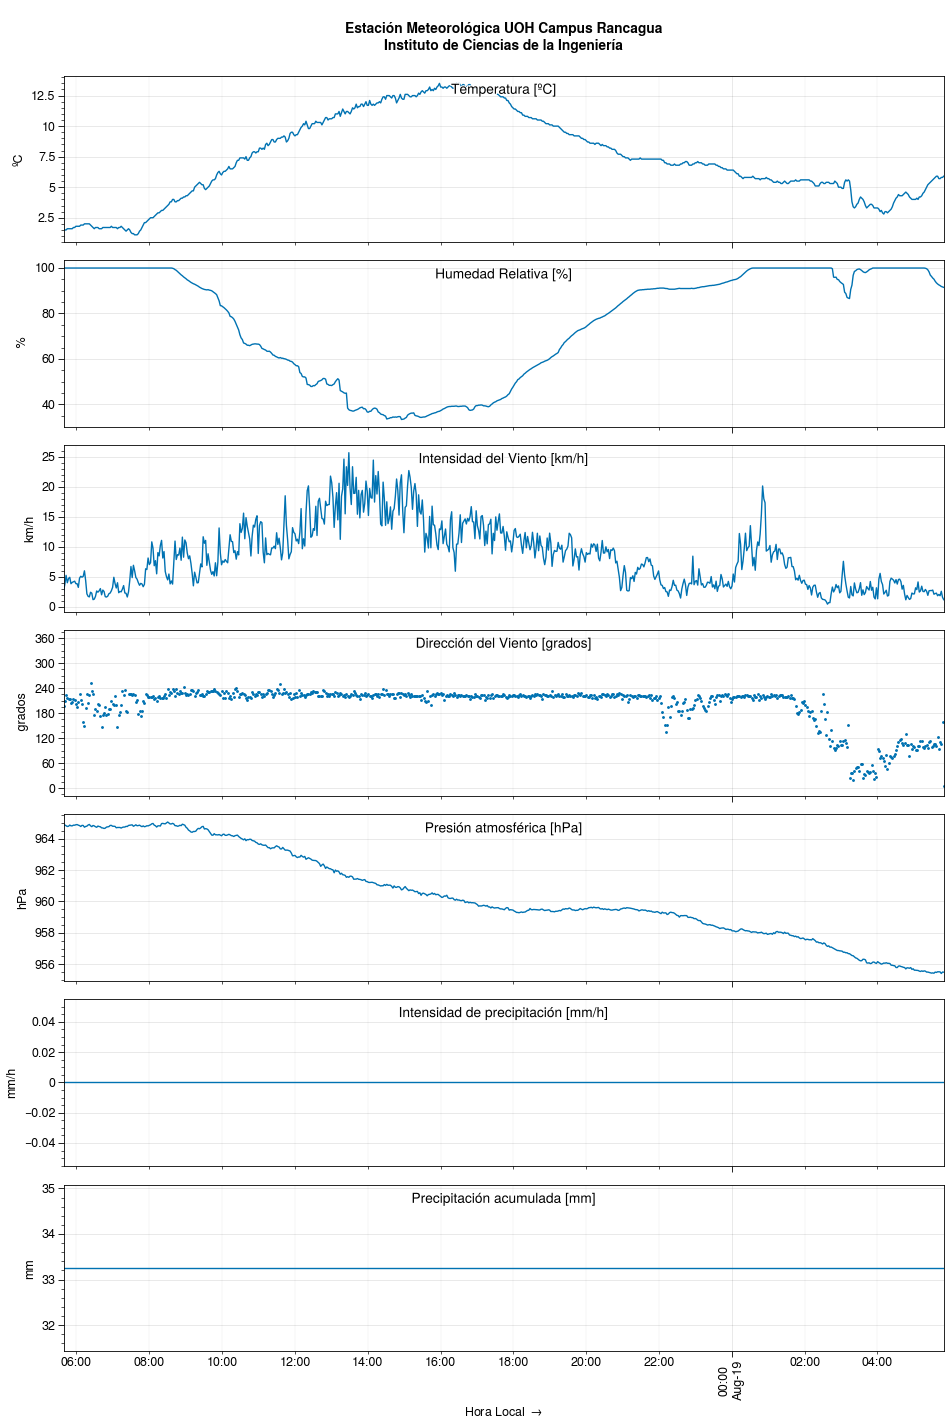 Estación Meteorológica UOH Campus Rancagua
Instituto de Ciencias de la Ingeniería
Temperatura [ºC]
ºC
12.5
10
7.5
5
2.5
Humedad Relativa [%]
%
100
80
60
40
Intensidad del Viento [km/h]
km/h
25
20
15
10
5
0
Dirección del Viento [grados]
grados
360
300
240
180
120
60
0
Presión atmosférica [hPa]
hPa
964
962
960
958
956
Intensidad de precipitación [mm/h]
mm/h
0.04
0.02
0
−0.02
−0.04
Precipitación acumulada [mm]
mm
35
34
33
32
06:00 08:00 10:00 12:00 14:00 16:00 18:00 20:00 22:00 00:00 02:00 04:00
Aug-19
Hora Local →